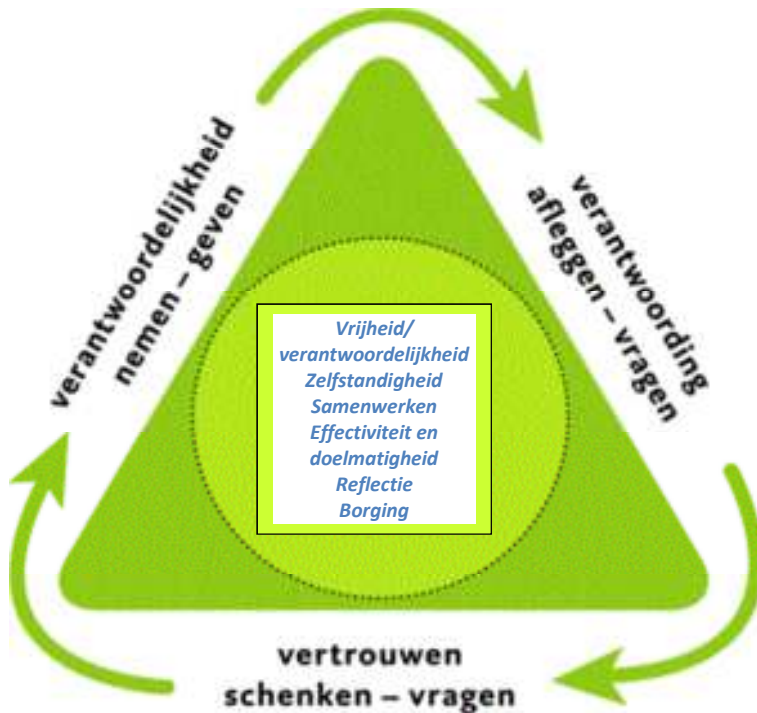 verantwoordelijkheid
nemen – geven
verantwoording
afleggen – vragen
Vrijheid/
verantwoordelijkheid
Zelfstandigheid
Samenwerken
Effectiviteit en
doelmatigheid
Reflectie
Borging
vertrouwen
schenken – vragen